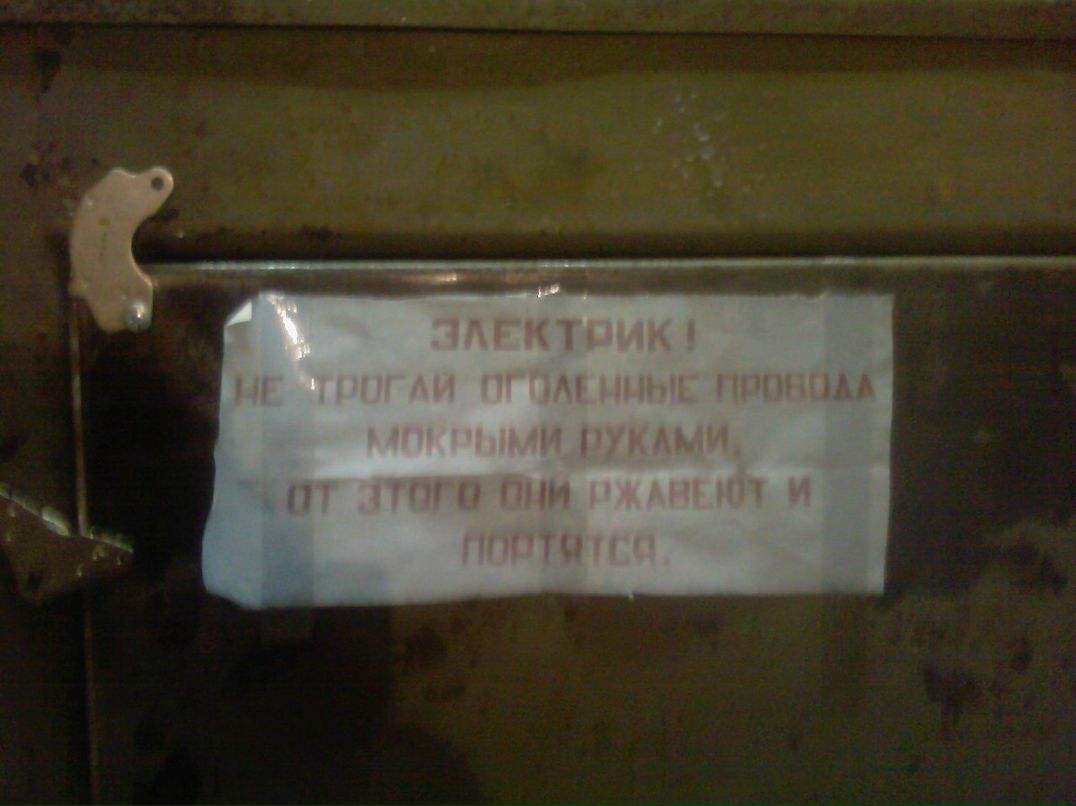 ЭЛЕКТРИК!
НЕ ТРОГАЙ ОГОЛЕННЫЕ ПРОВОДА
МОКРЫМИ РУКАМИ,
ОТ ЭТОГО ОНИ РЖАВЕЮТ И
ПОРТЯТСЯ.